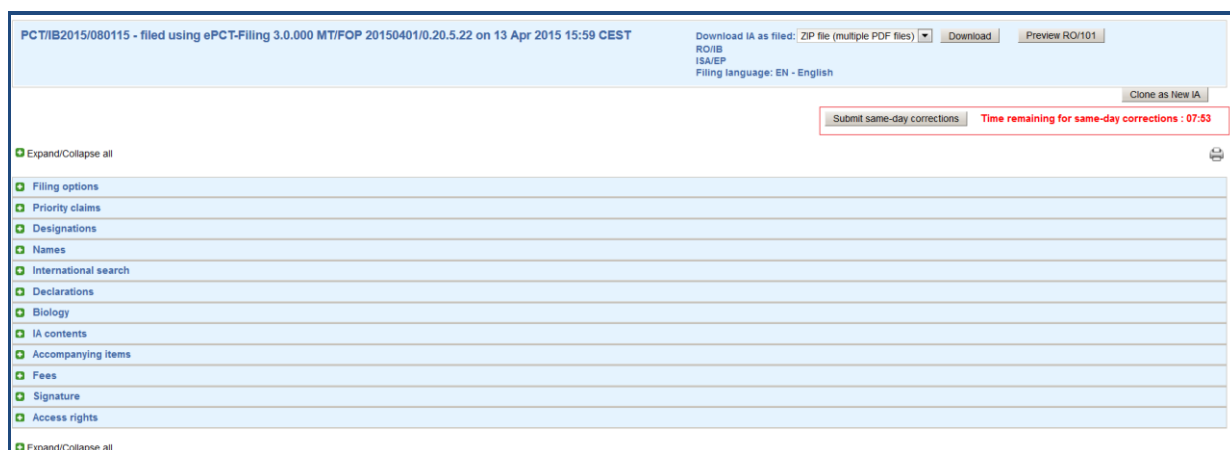 PCT/IB2015/080115 - filed using ePCT-Filing 3.0.000 MT/FOP 20150401/0.20.5.22 on 13 Apr 2015 15:59 CEST
Download IA as filed: ZIP file (multiple PDF files) Download Preview RO/101
RO/IB
ISA/EP
Filing language: EN - English
Clone as New IA
Submit same-day corrections Time remaining for same-day corrections : 07:53
Expand/Collapse all
Filing options
Priority claims
Designations
Names
International search
Declarations
Biology
IA contents
Accompanying items
Fees
Signature
Access rights
Expand/Collapse all